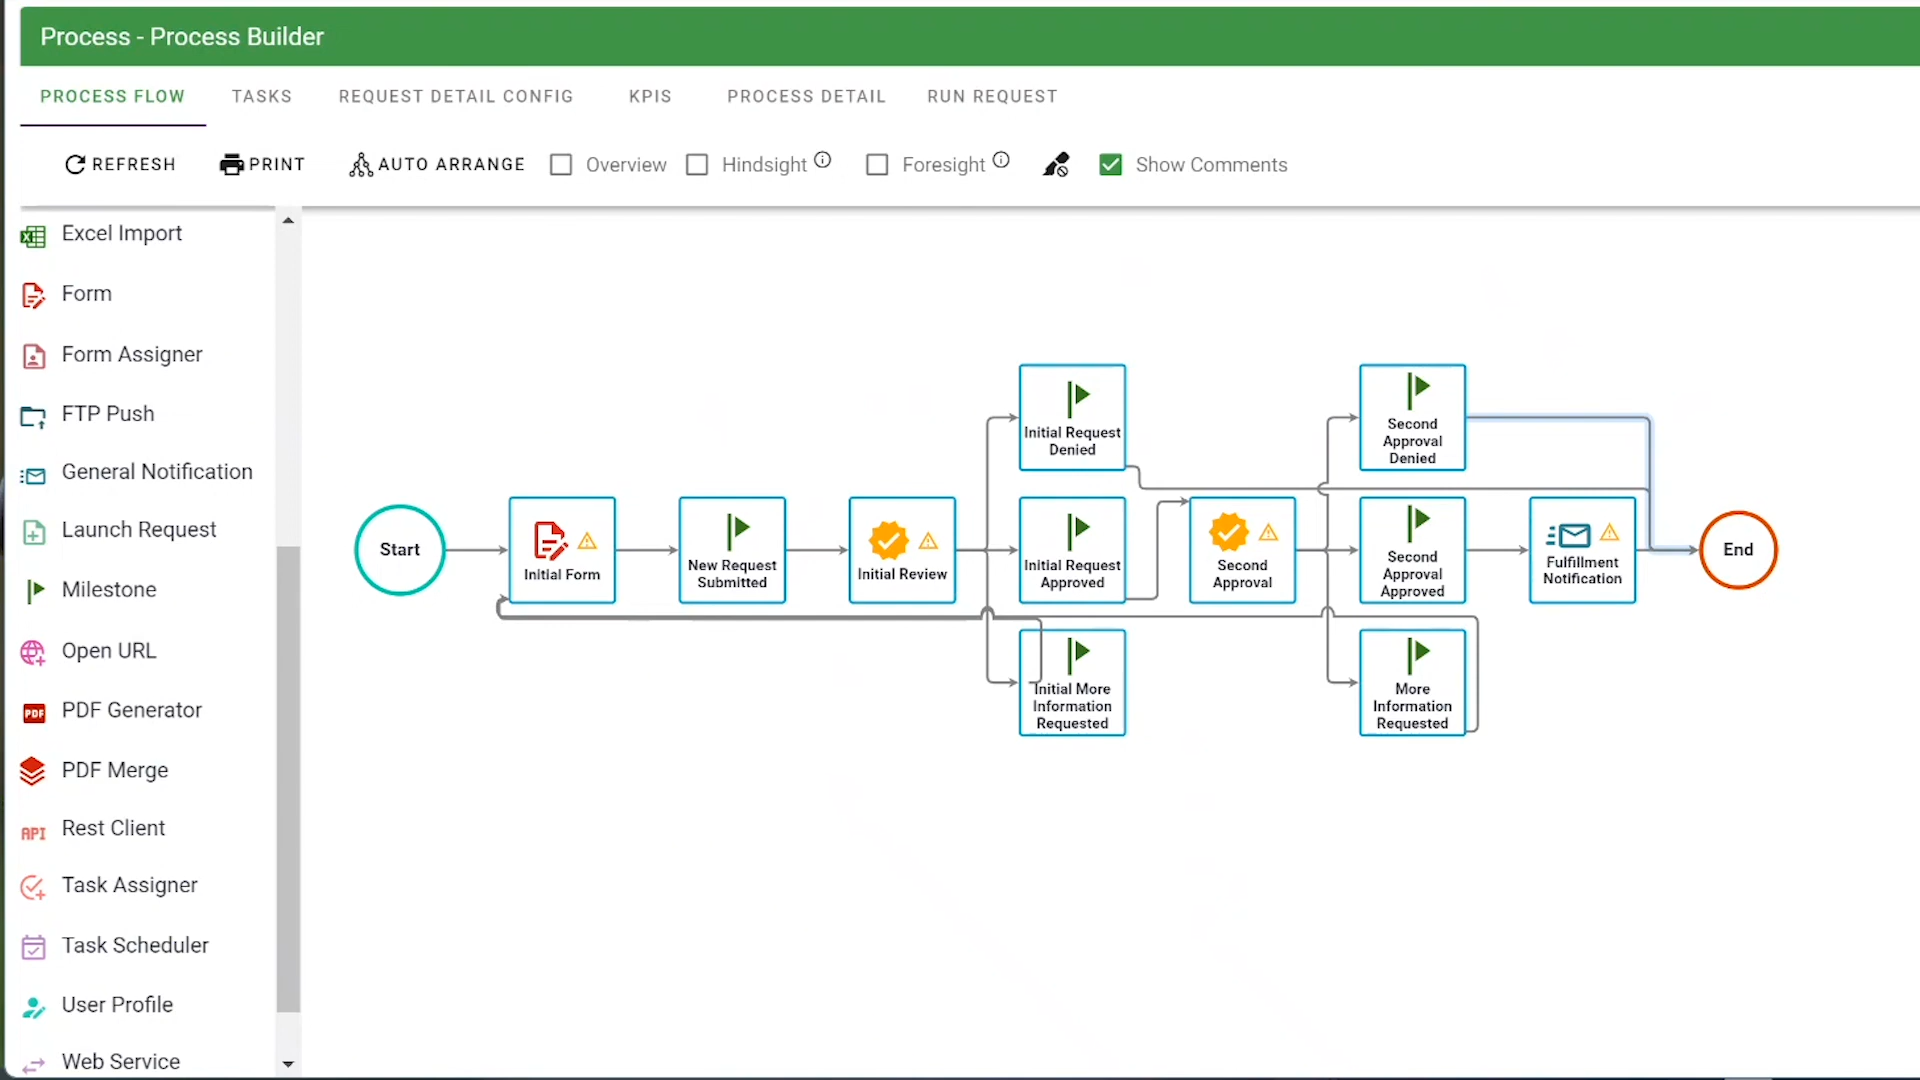 Process - Process Builder
PROCESS FLOW
TASKS
REQUEST DETAIL CONFIG
KPIS
PROCESS DETAIL
RUN REQUEST
REFRESH
PRINT
AUTO ARRANGE
Overview
Hindsight
Foresight
Show Comments
Excel Import
Form
Form Assigner
FTP Push
General Notification
Launch Request
Milestone
Open URL
PDF
PDF Generator
PDF Merge
API
Rest Client
Task Assigner
Task Scheduler
User Profile
Web Service
Start
Initial Form
New Request
Submitted
Initial Review
Initial Request
Denied
Initial Request
Approved
Initial More
Information
Requested
Second
Approval
Second
Approval
Denied
Second
Approval
Approved
More
Information
Requested
Fulfillment
Notification
End